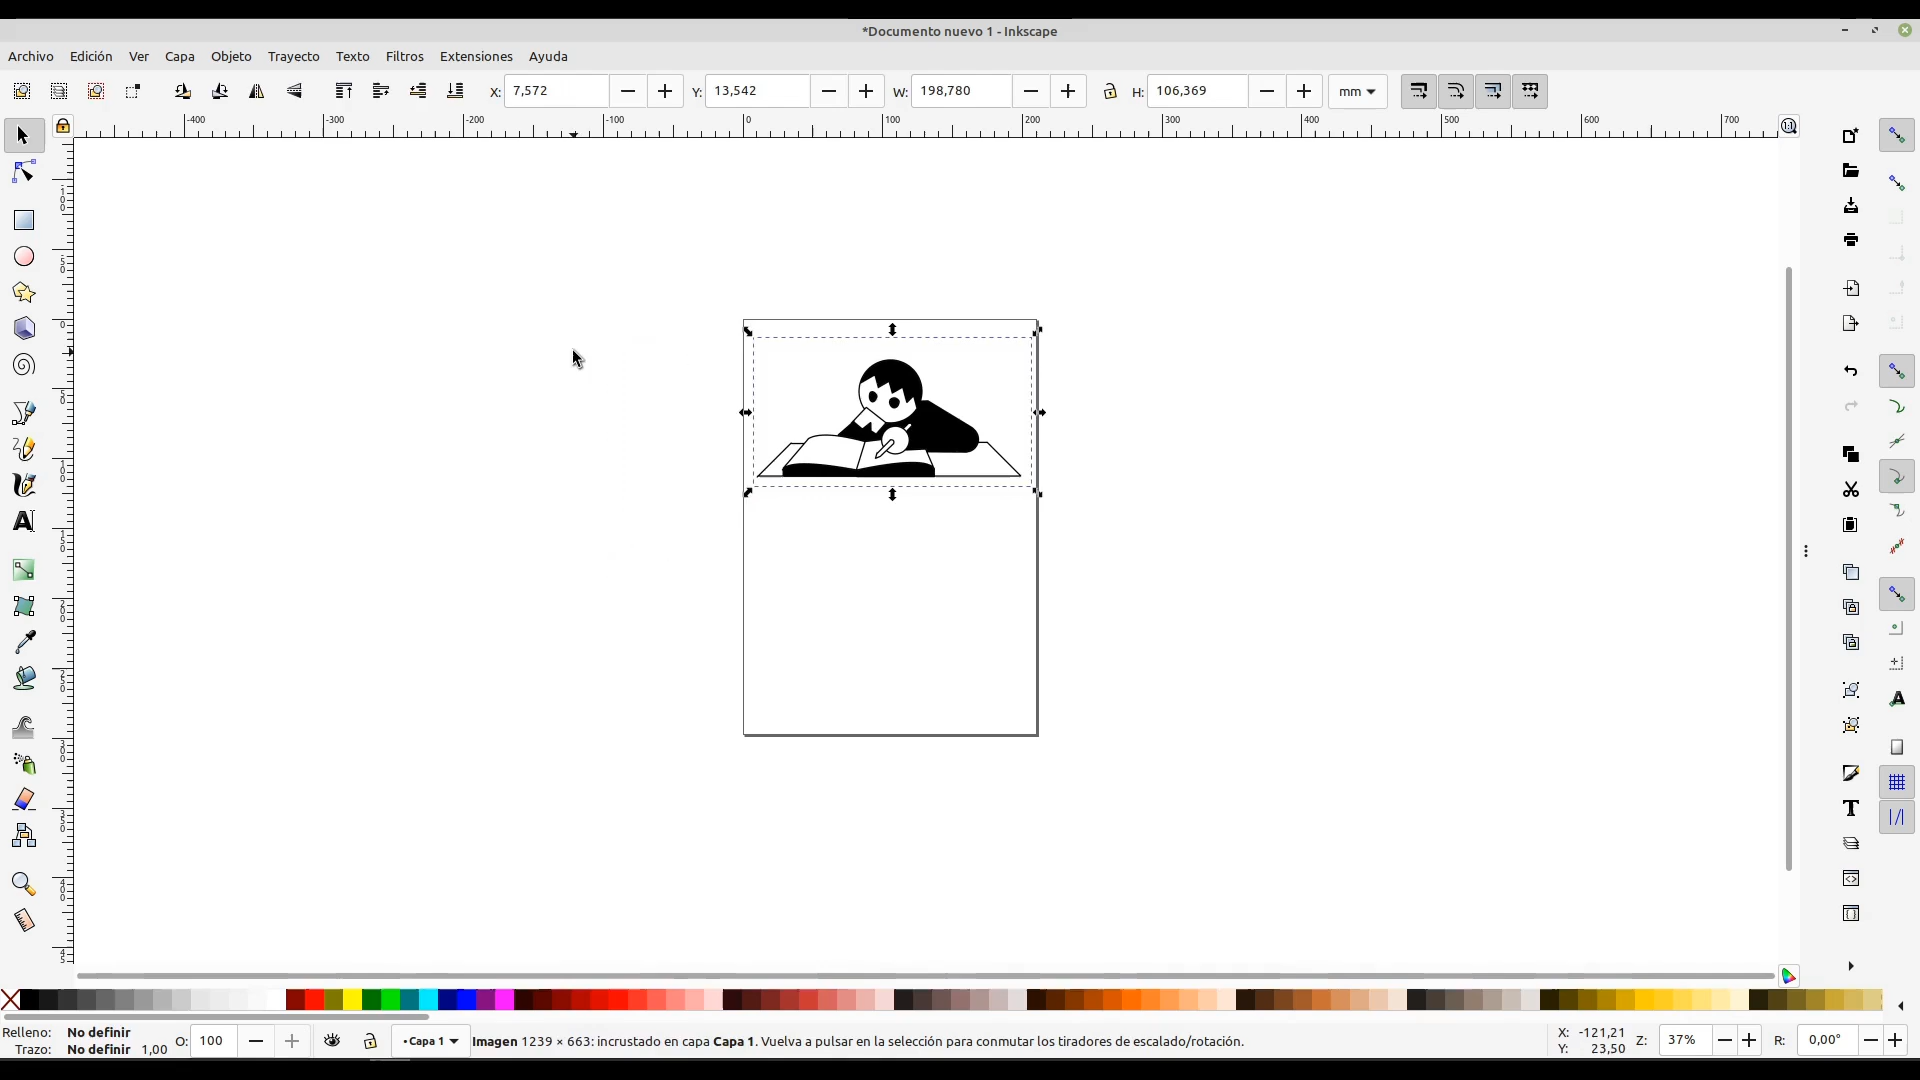 *Documento nuevo 1 - Inkscape
Archivo Edición Ver Capa Objeto Trayecto Texto Filtros Extensiones Ayuda
X: 7,572 Y: 13,542 W: 198,780 H: 106,369 mm
-400 -300 -200 -100 0 100 200 300 400 500 600 700
Relleno: No definir
Trazo: No definir 1,00 O: 100 •Capa 1 Imagen 1239 × 663: incrustado en capa Capa 1. Vuelva a pulsar en la selección para conmutar los tiradores de escalado/rotación.
X: -121,21
Y: 23,50
Z: 37% R: 0,00°